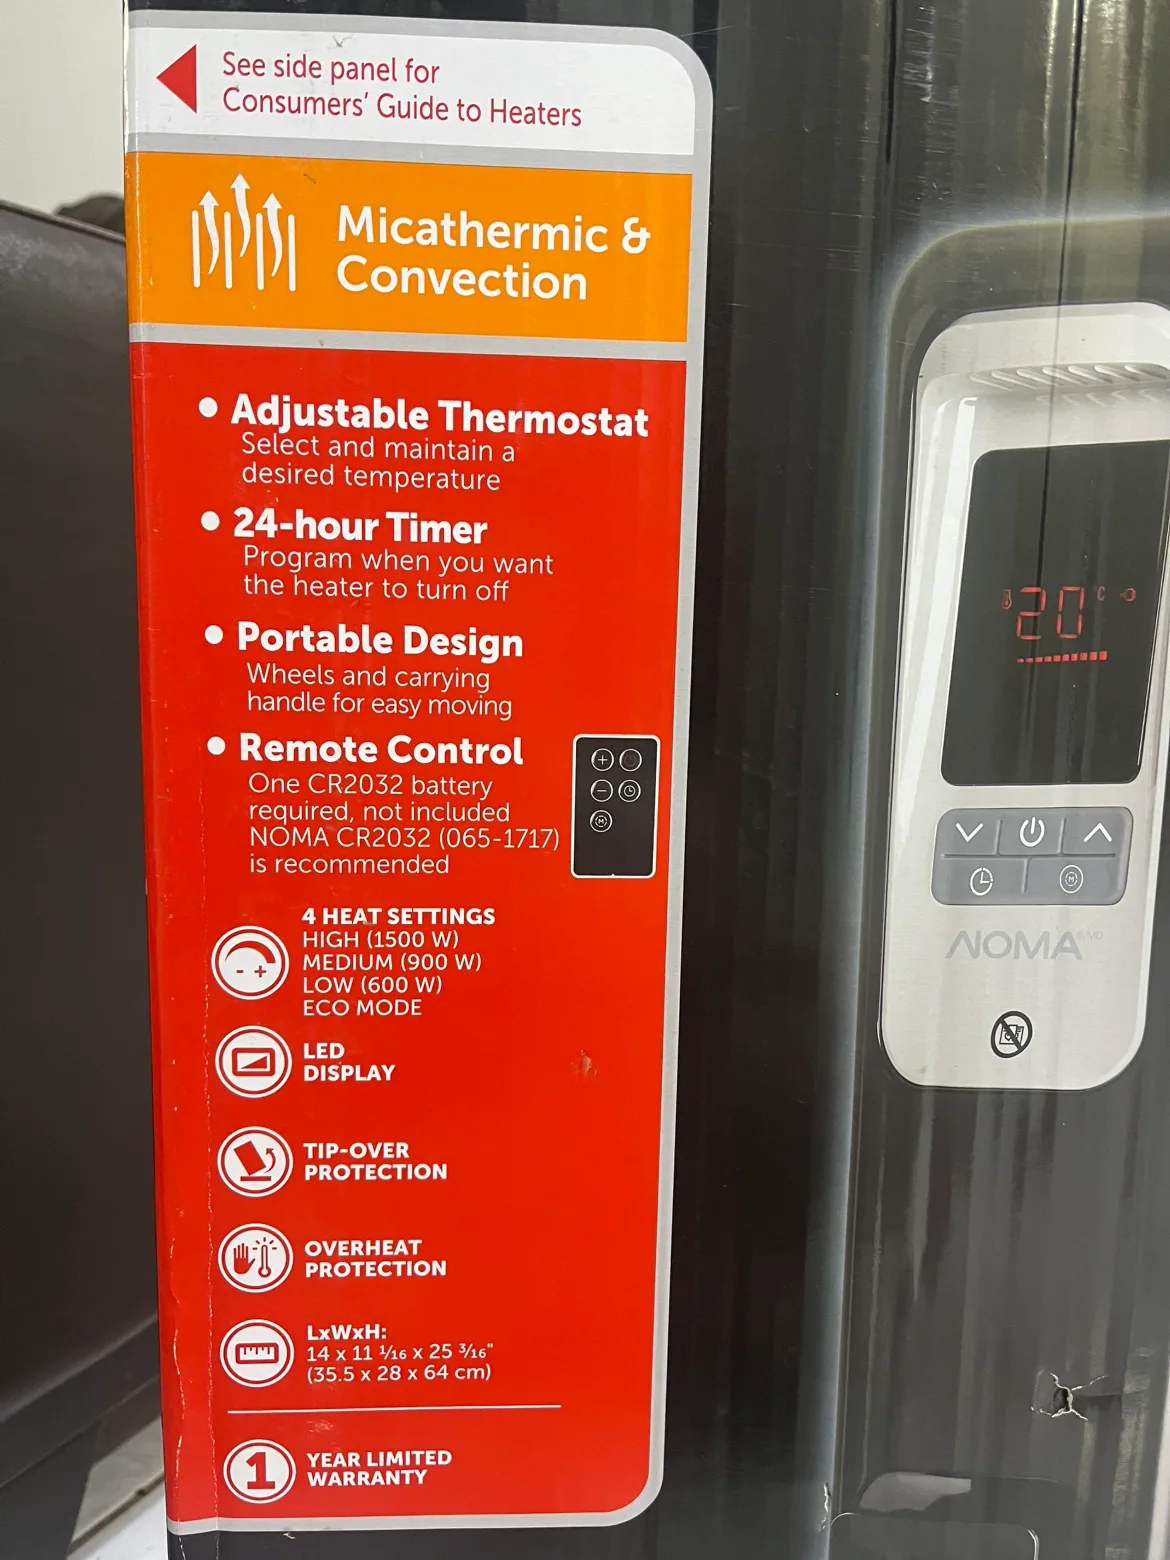 See side panel for
Consumers' Guide to Heaters
Micathermic &
Convection
• Adjustable Thermostat
Select and maintain a
desired temperature
• 24-hour Timer
Program when you want
the heater to turn off
• Portable Design
Wheels and carrying
handle for easy moving
• Remote Control
One CR2032 battery
required, not included
NOMA CR2032 (065-1717)
is recommended
4 HEAT SETTINGS
HIGH (1500 W)
MEDIUM (900 W)
LOW (600 W)
ECO MODE
LED
DISPLAY
TIP-OVER
PROTECTION
OVERHEAT
PROTECTION
LxWxH:
14 x 11 1/16 x 25 3/16"
(35.5 x 28 x 64 cm)
1 YEAR LIMITED
WARRANTY
20 °C
M
NOMA